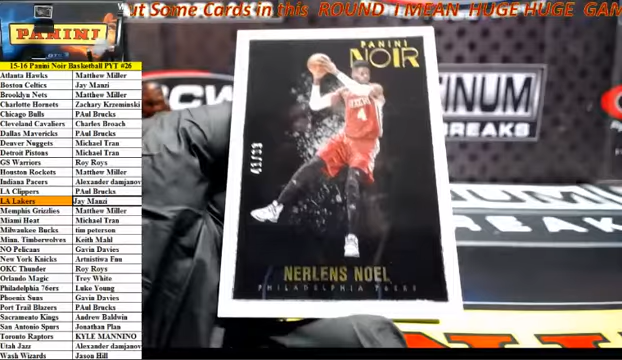 ut Some Cards in this ROUND I MEAN HUGE HUGE GAM
PANINI
15-16 Panini Noir Basketball PYT #26
Atlanta Hawks Matthew Miller
Boston Celtics Jay Manzi
Brooklyn Nets Matthew Miller
Charlotte Hornets Zachary Krzeminski
Chicago Bulls PAul Brucks
Cleveland Cavaliers Charles Broach
Dallas Mavericks PAul Brucks
Denver Nuggets Michael Tran
Detroit Pistons Michael Tran
GS Warriors Roy Roys
Houston Rockets Matthew Miller
Indiana Pacers Alexander damjanov
LA Clippers PAul Brucks
LA Lakers Jay Manzi
Memphis Grizzlies Matthew Miller
Miami Heat Michael Tran
Milwaukee Bucks tim peterson
Minn. Timberwolves Keith Mahl
NO Pelicans Gavin Davies
New York Knicks Artnistiwa Fnu
OKC Thunder Roy Roys
Orlando Magic Trey White
Philadelphia 76ers Luke Young
Phoenix Suns Gavin Davies
Port Trail Blazers PAul Brucks
Sacramento Kings Andrew Baldwin
San Antonio Spurs Jonathan Plan
Toronto Raptors KYLE MANNINO
Utah Jazz Alexander damjanov
Wash Wizards Jason Hill
PANINI
NOIR
4
NERLENS NOEL
PHILADELPHIA 76ERS
CW
INUM
BREAKS